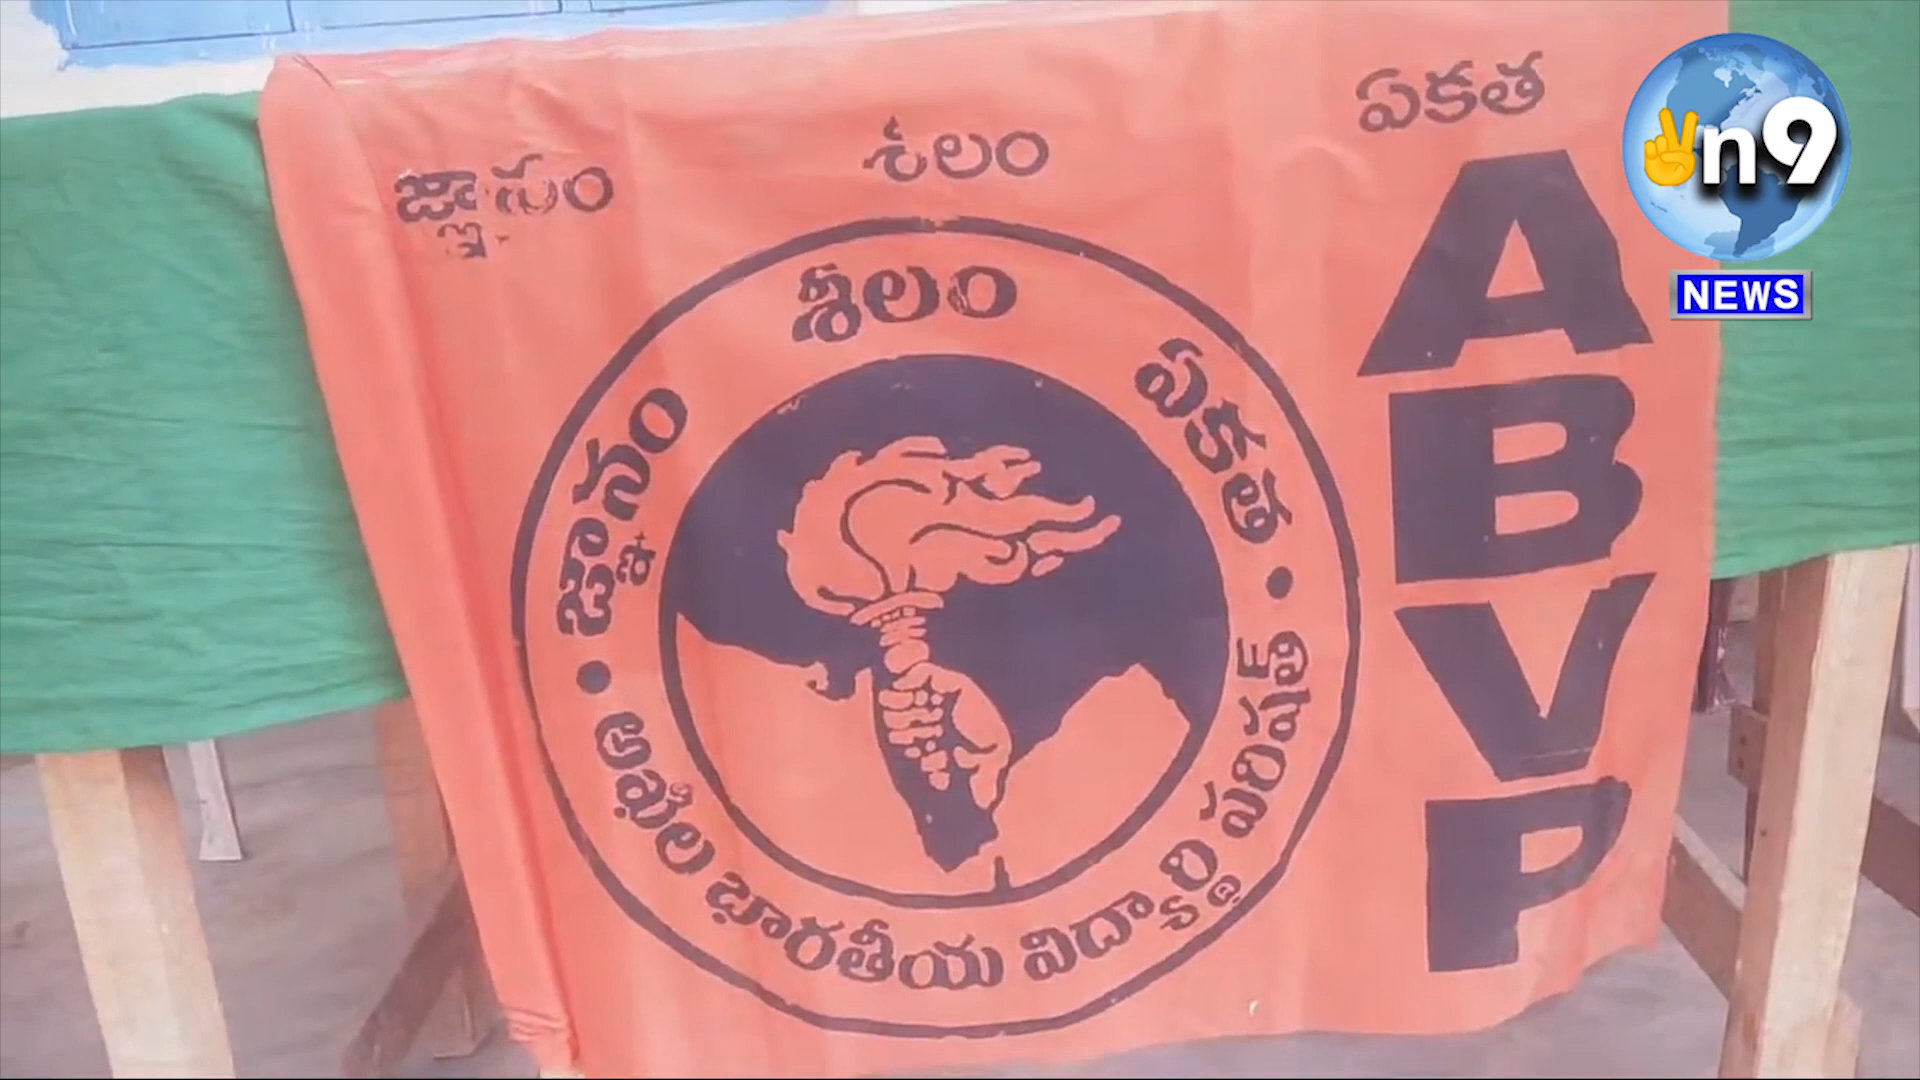 జ్ఞానం
శీలం
ఏకత
జ్ఞానం
శీలం
ఏకత
అఖిల భారతీయ విద్యార్థి పరిషత్
ABVP
n9
NEWS